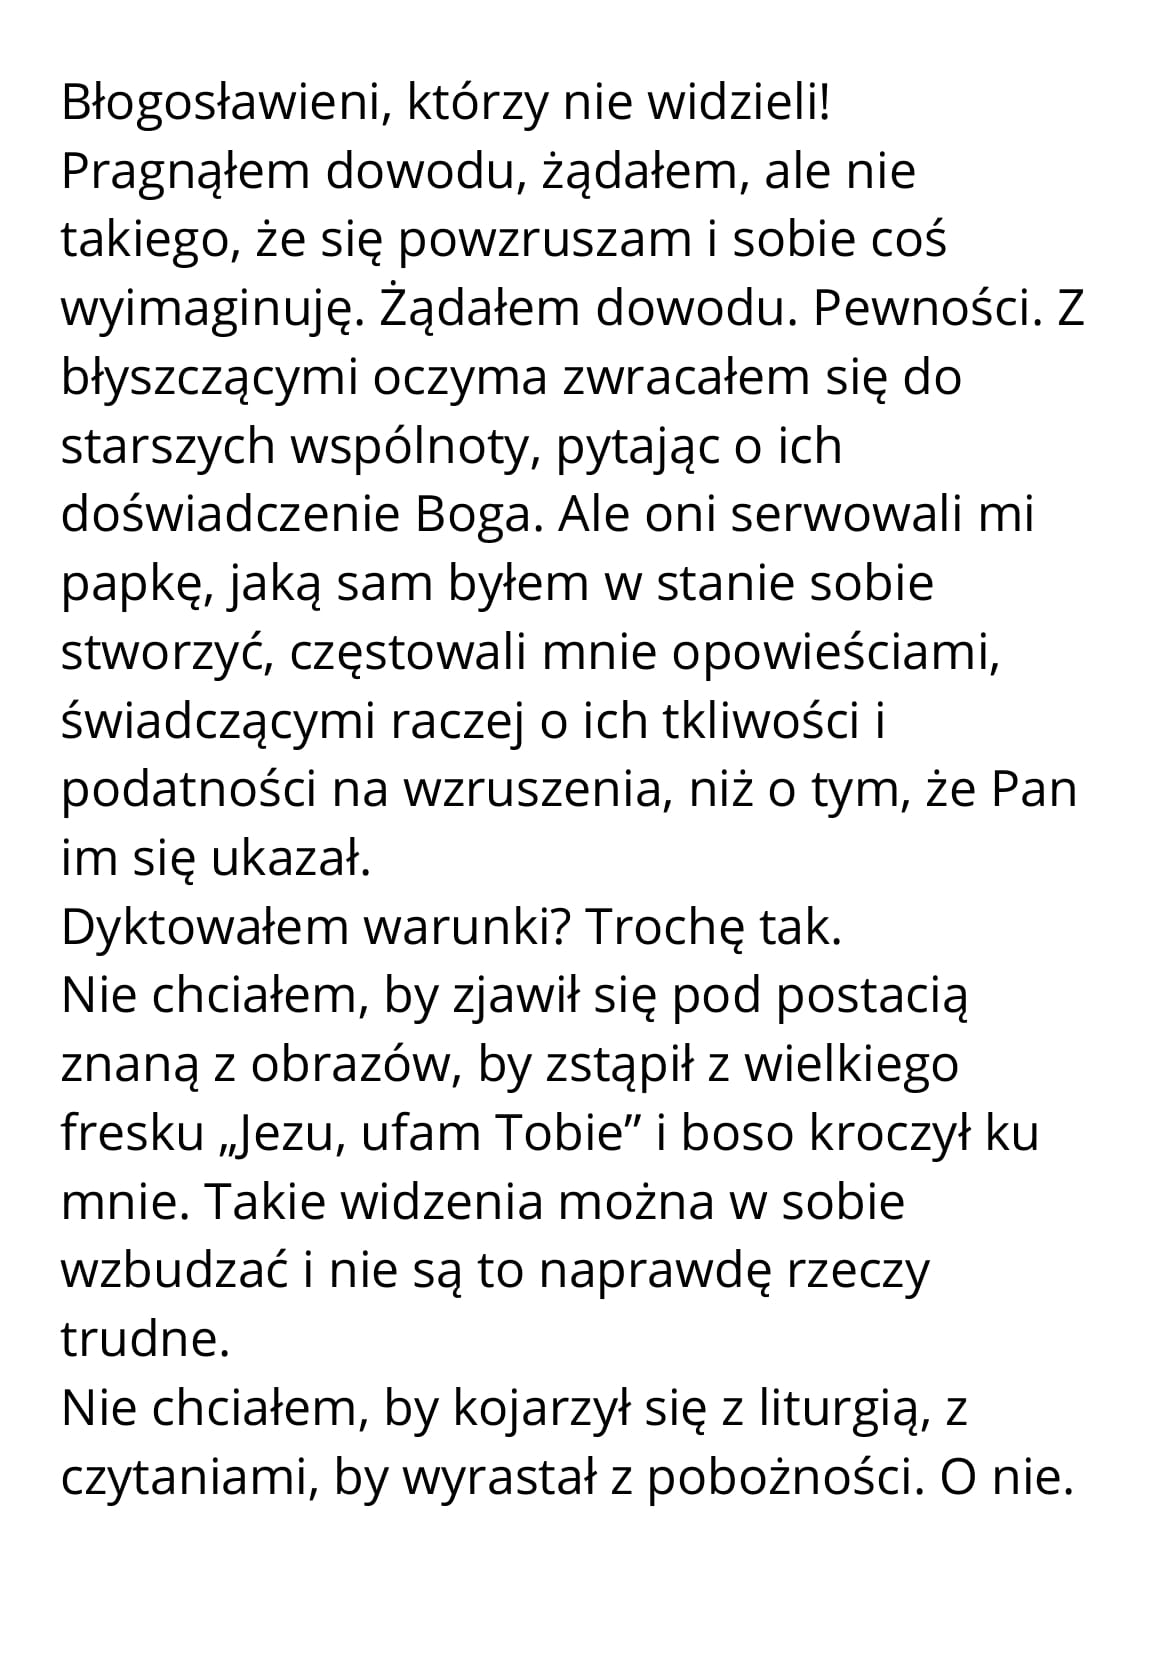 Błogosławieni, którzy nie widzieli!
Pragnąłem dowodu, żądałem, ale nie
takiego, że się powzruszam i sobie coś
wyimaginuję. Żądałem dowodu. Pewności. Z
błyszczącymi oczyma zwracałem się do
starszych wspólnoty, pytając o ich
doświadczenie Boga. Ale oni serwowali mi
papkę, jaką sam byłem w stanie sobie
stworzyć, częstowali mnie opowieściami,
świadczącymi raczej o ich tkliwości i
podatności na wzruszenia, niż o tym, że Pan
im się ukazał.
Dyktowałem warunki? Trochę tak.
Nie chciałem, by zjawił się pod postacią
znaną z obrazów, by zstąpił z wielkiego
fresku „Jezu, ufam Tobie” i boso kroczył ku
mnie. Takie widzenia można w sobie
wzbudzać i nie są to naprawdę rzeczy
trudne.
Nie chciałem, by kojarzył się z liturgią, z
czytaniami, by wyrastał z pobożności. O nie.